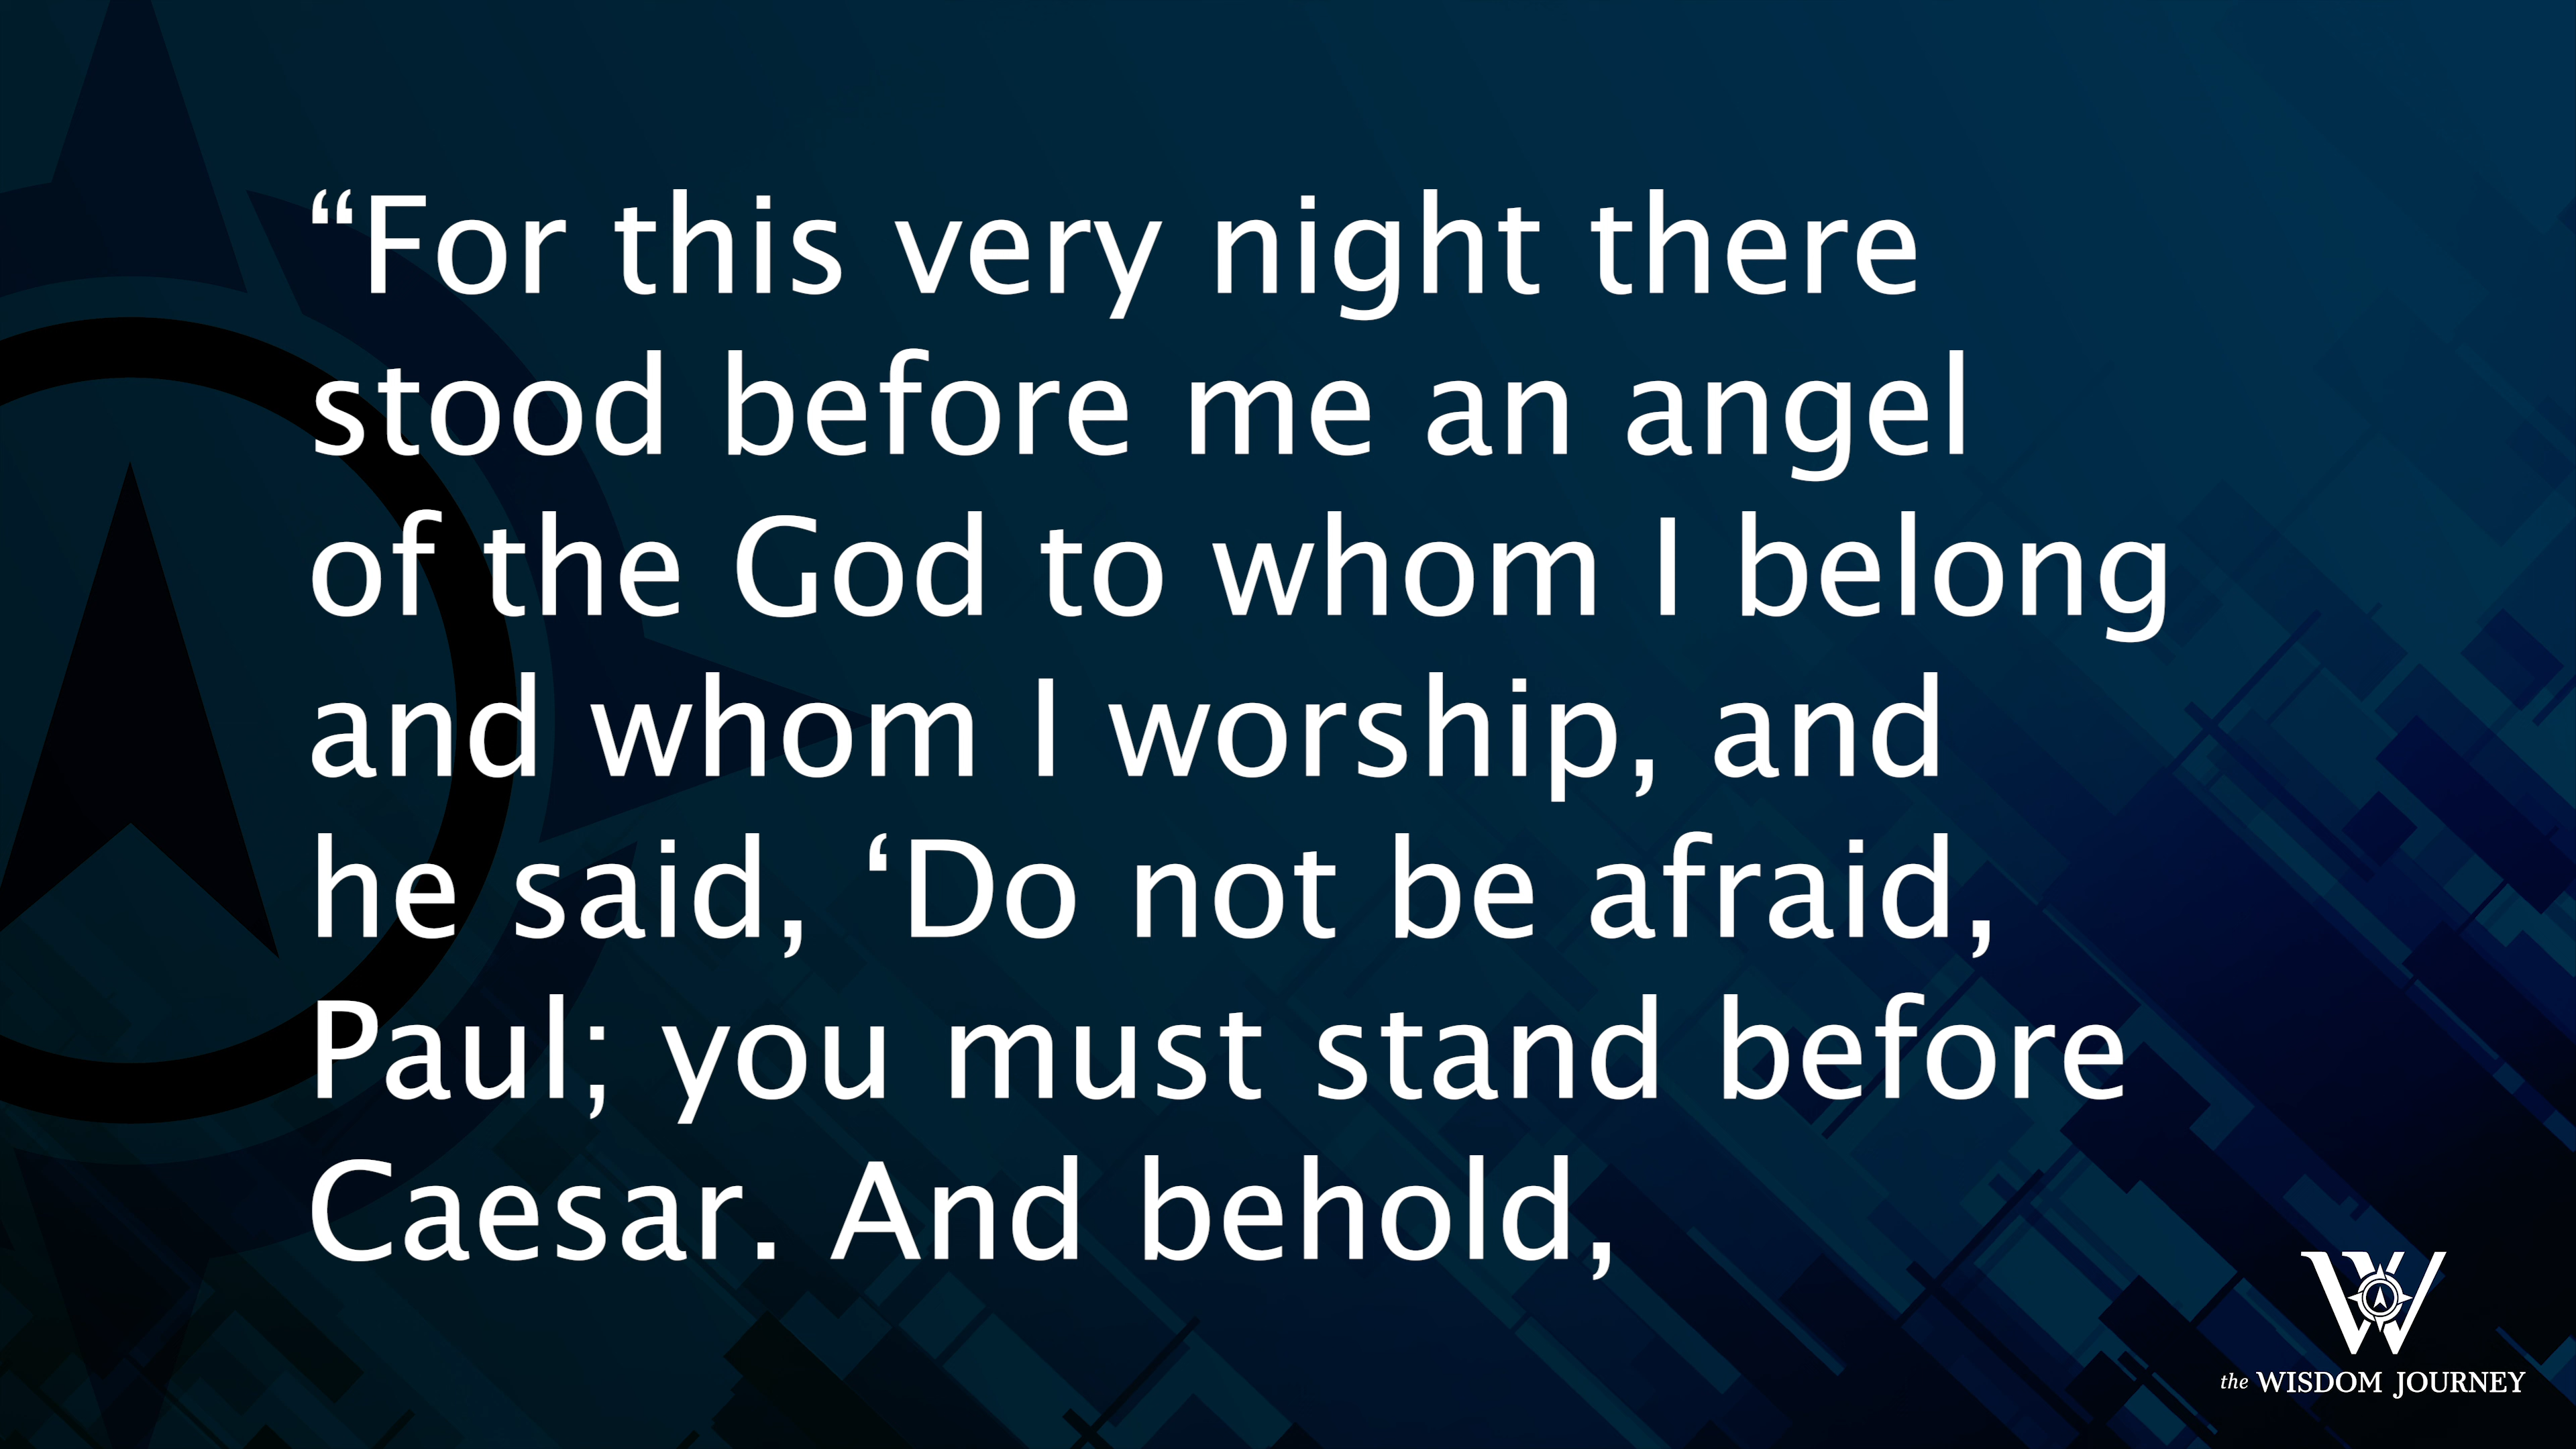 “For this very night there
stood before me an angel
of the God to whom I belong
and whom I worship, and
he said, ‘Do not be afraid,
Paul; you must stand before
Caesar. And behold,
W
the WISDOM JOURNEY